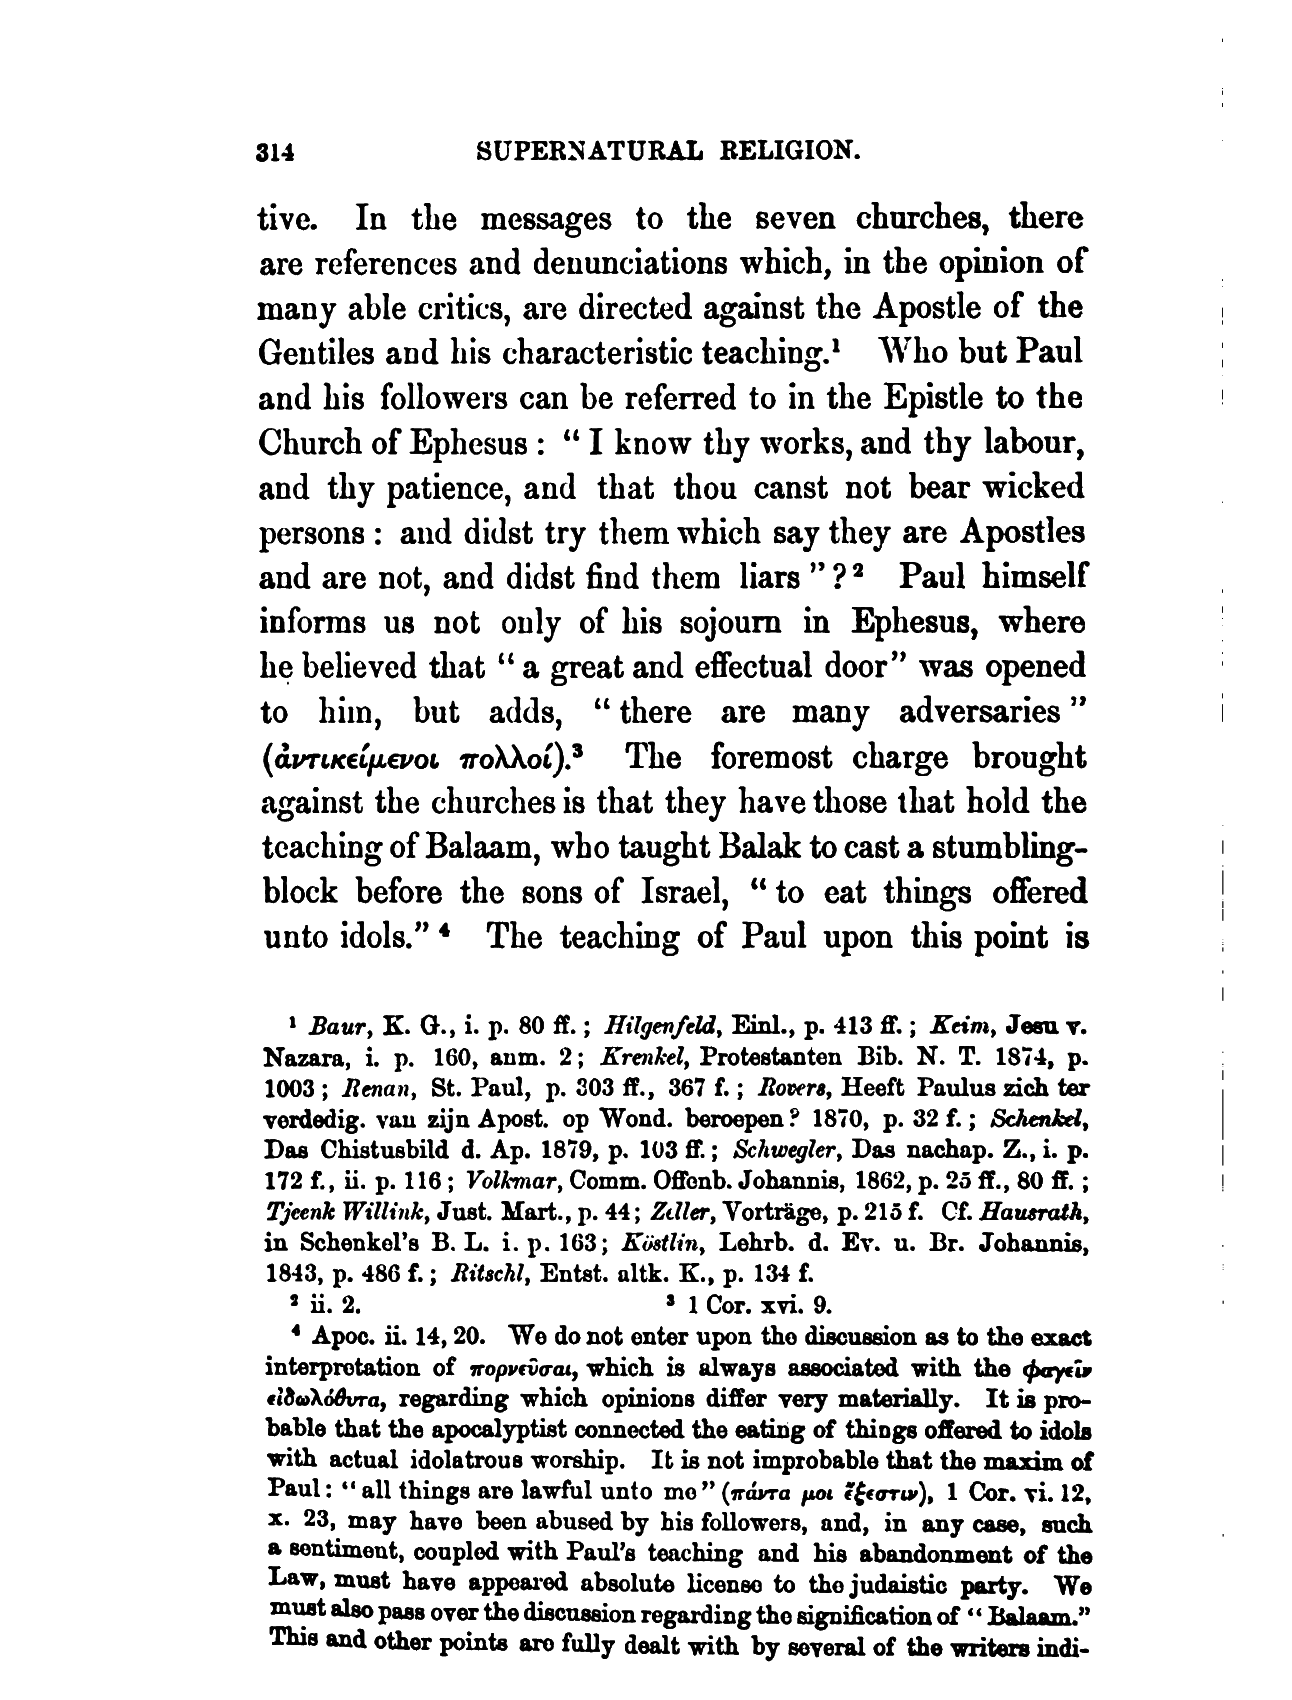 314 SUPERNATURAL RELIGION.
tive. In the messages to the seven churches, there
are references and denunciations which, in the opinion of
many able critics, are directed against the Apostle of the
Gentiles and his characteristic teaching.¹ Who but Paul
and his followers can be referred to in the Epistle to the
Church of Ephesus : “ I know thy works, and thy labour,
and thy patience, and that thou canst not bear wicked
persons : and didst try them which say they are Apostles
and are not, and didst find them liars ”?² Paul himself
informs us not only of his sojourn in Ephesus, where
he believed that “ a great and effectual door” was opened
to him, but adds, “ there are many adversaries ”
(ἀντικείμενοι πολλοί).³ The foremost charge brought
against the churches is that they have those that hold the
teaching of Balaam, who taught Balak to cast a stumbling-
block before the sons of Israel, “ to eat things offered
unto idols.” ⁴ The teaching of Paul upon this point is
¹ Baur, K. G., i. p. 80 ff. ; Hilgenfeld, Einl., p. 413 ff. ; Keim, Jesu v.
Nazara, i. p. 160, anm. 2 ; Krenkel, Protestanten Bib. N. T. 1874, p.
1003 ; Renan, St. Paul, p. 303 ff., 367 f. ; Rovers, Heeft Paulus zich ter
verdedig. van zijn Apost. op Wond. beroepen ? 1870, p. 32 f. ; Schenkel,
Das Chistusbild d. Ap. 1879, p. 103 ff. ; Schwegler, Das nachap. Z., i. p.
172 f., ii. p. 116 ; Volkmar, Comm. Offenb. Johannis, 1862, p. 25 ff., 80 ff. ;
Tjeenk Willink, Just. Mart., p. 44 ; Zeller, Vorträge, p. 215 f. Cf. Hausrath,
in Schenkel’s B. L. i. p. 163 ; Köstlin, Lehrb. d. Ev. u. Br. Johannis,
1843, p. 486 f. ; Ritschl, Entst. altk. K., p. 134 f.
² ii. 2. ³ 1 Cor. xvi. 9.
⁴ Apoc. ii. 14, 20. We do not enter upon the discussion as to the exact
interpretation of πορνεῦσαι, which is always associated with the φαγεῖν
εἰδωλόθυτα, regarding which opinions differ very materially. It is pro-
bable that the apocalyptist connected the eating of things offered to idols
with actual idolatrous worship. It is not improbable that the maxim of
Paul : “ all things are lawful unto me ” (πάντα μοι ἔξεστιν), 1 Cor. vi. 12,
x. 23, may have been abused by his followers, and, in any case, such
a sentiment, coupled with Paul’s teaching and his abandonment of the
Law, must have appeared absolute license to the judaistic party. We
must also pass over the discussion regarding the signification of “ Balaam.”
This and other points are fully dealt with by several of the writers indi-